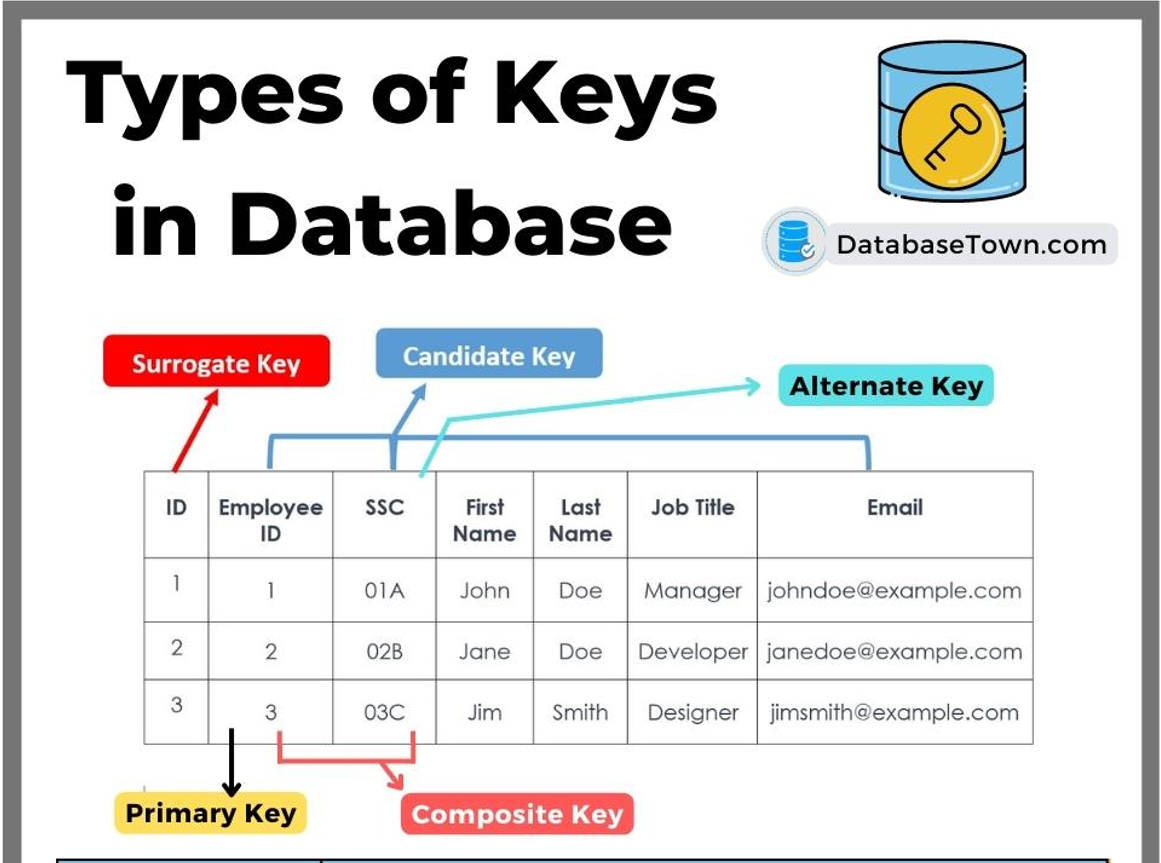 Types of Keys
in Database
DatabaseTown.com
Surrogate Key
Candidate Key
Alternate Key
ID Employee ID SSC First Name Last Name Job Title Email
1 1 01A John Doe Manager johndoe@example.com
2 2 02B Jane Doe Developer janedoe@example.com
3 3 03C Jim Smith Designer jimsmith@example.com
Primary Key
Composite Key